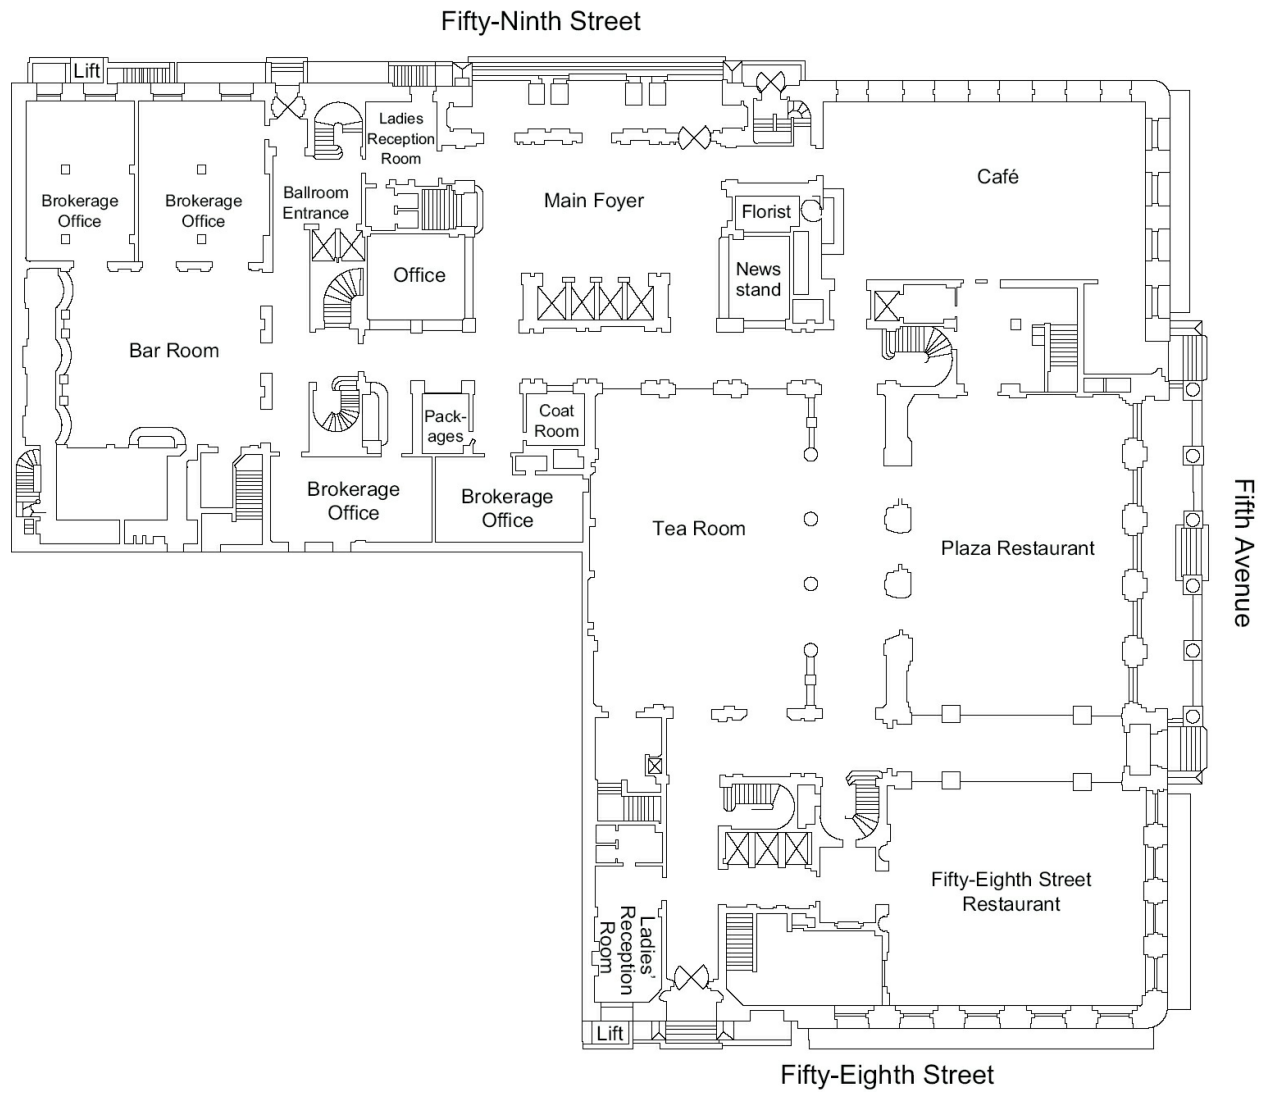 Fifty-Ninth Street
Lift
Ladies
Reception
Room
Café
Brokerage
Office
Brokerage
Office
Ballroom
Entrance
Main Foyer
Florist
Office
News
stand
Bar Room
Pack-
ages
Coat
Room
Brokerage
Office
Brokerage
Office
Tea Room
Plaza Restaurant
Fifth Avenue
Fifty-Eighth Street
Restaurant
Ladies'
Reception
Room
Lift
Fifty-Eighth Street